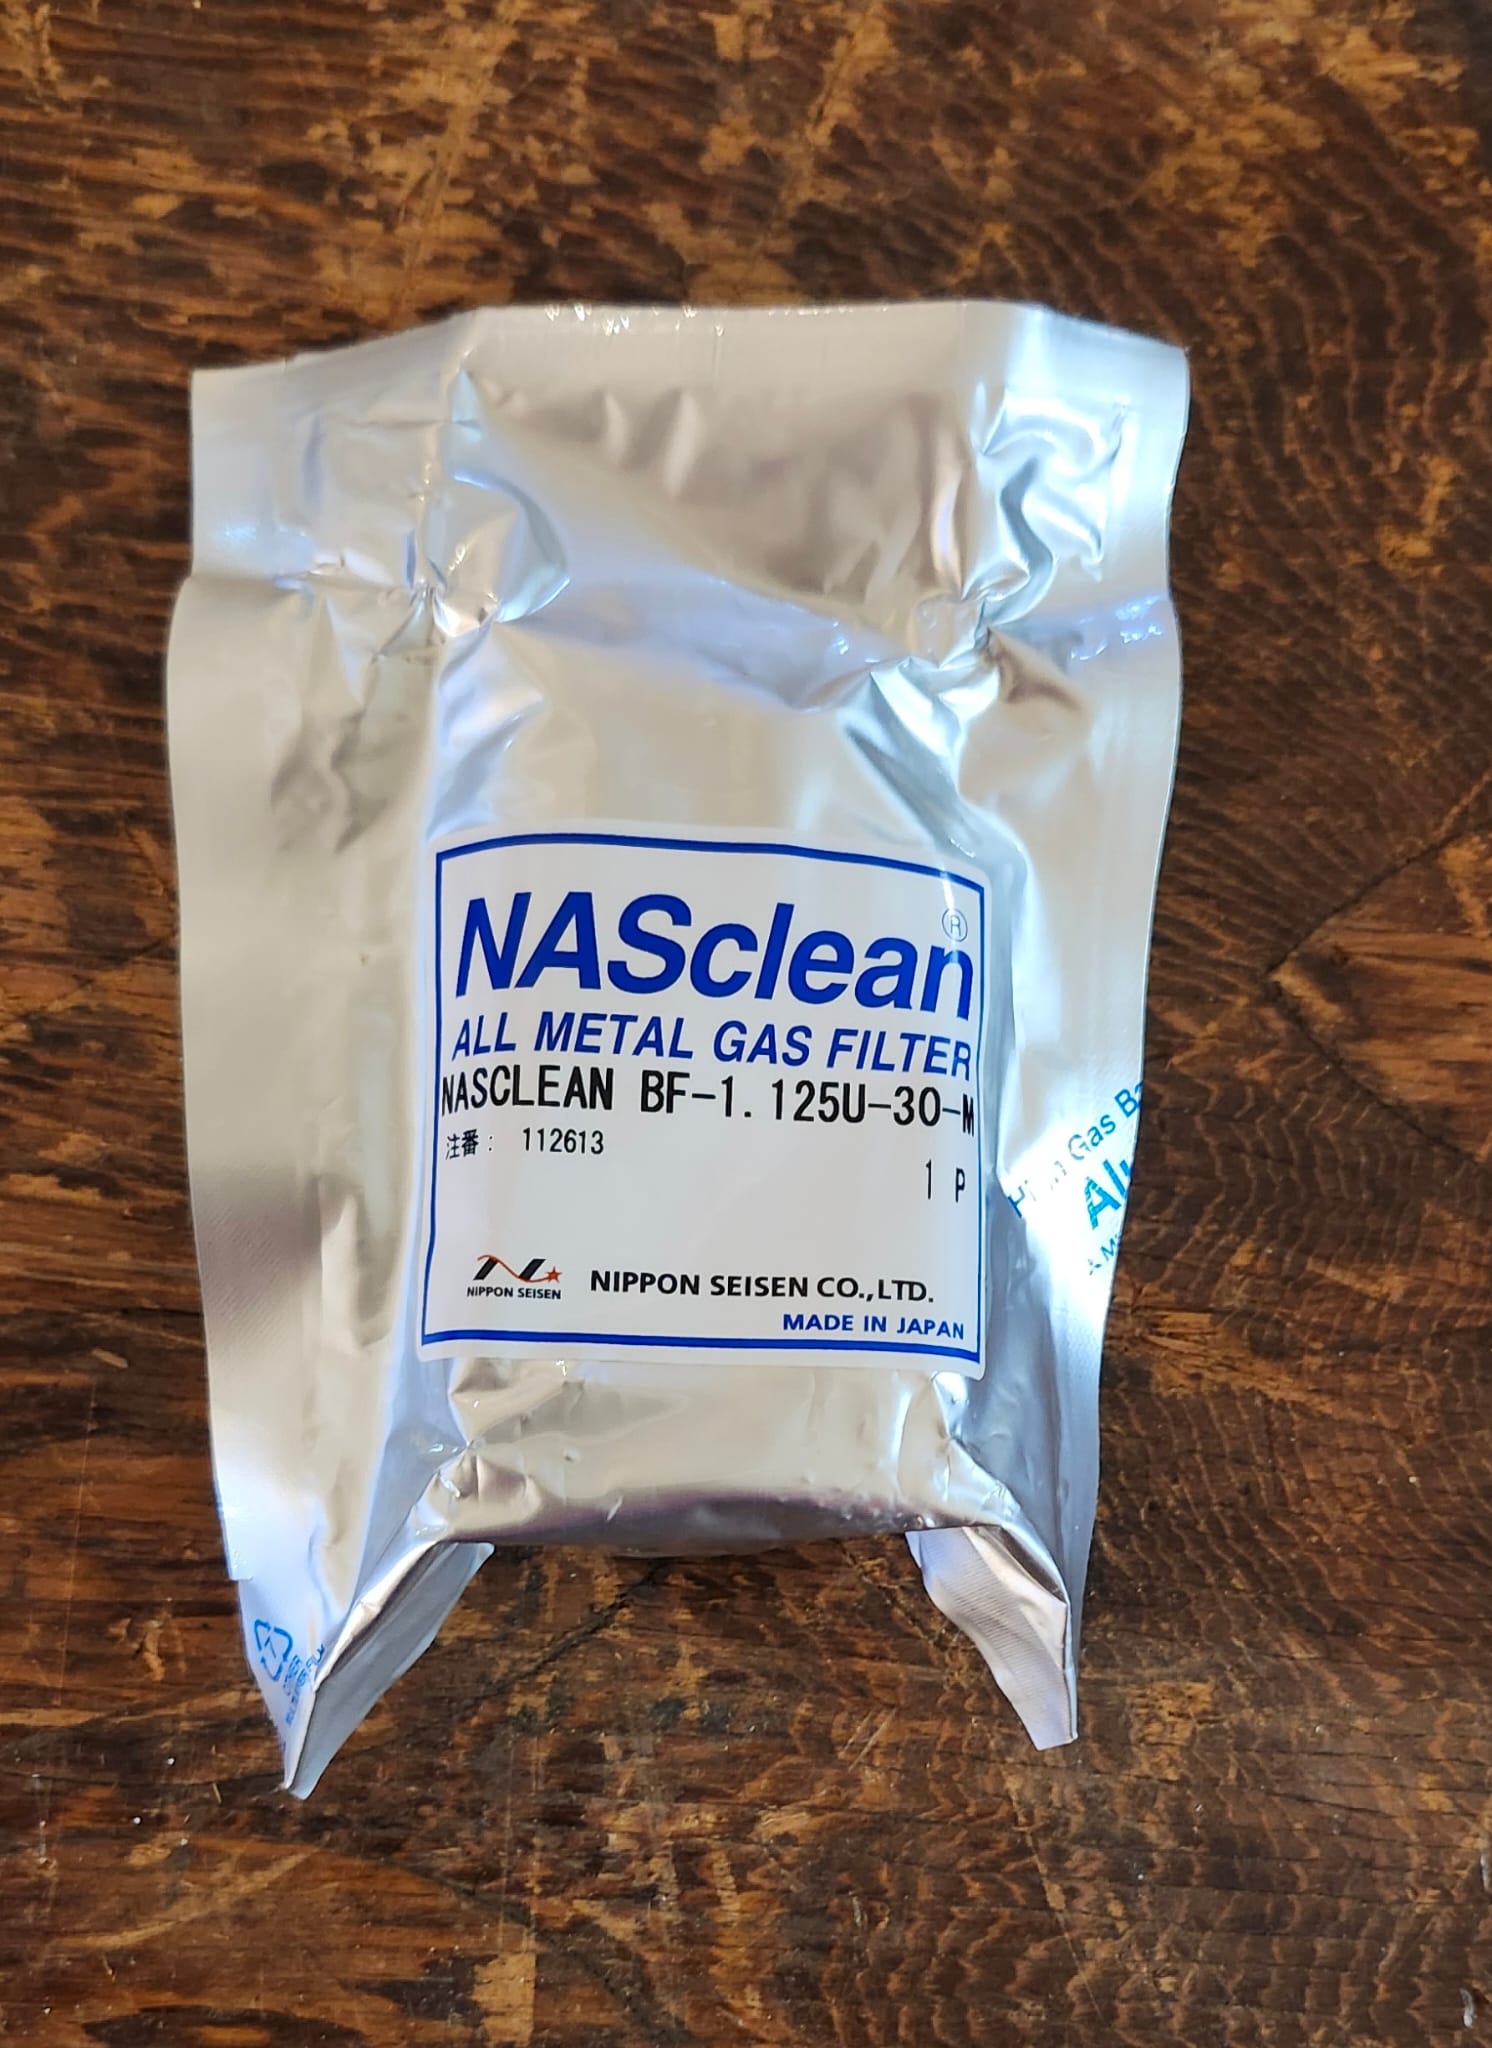 NASclean®
ALL METAL GAS FILTER
NASCLEAN BF-1.125U-30-M
注番: 112613
1 P
NIPPON SEISEN
NIPPON SEISEN CO.,LTD.
MADE IN JAPAN
Gas